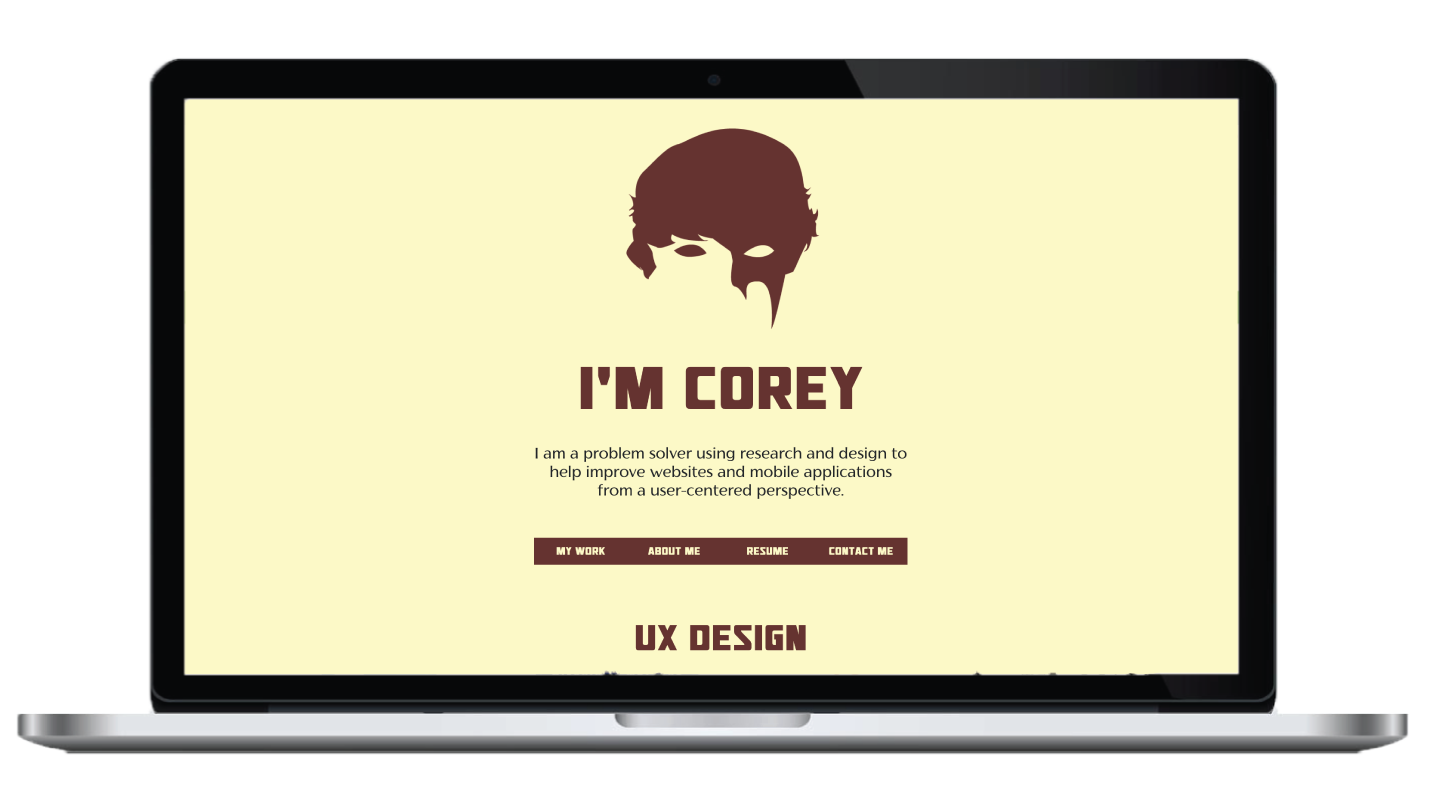 I'M COREY
I am a problem solver using research and design to
help improve websites and mobile applications
from a user-centered perspective.
MY WORK ABOUT ME RESUME CONTACT ME
UX DESIGN